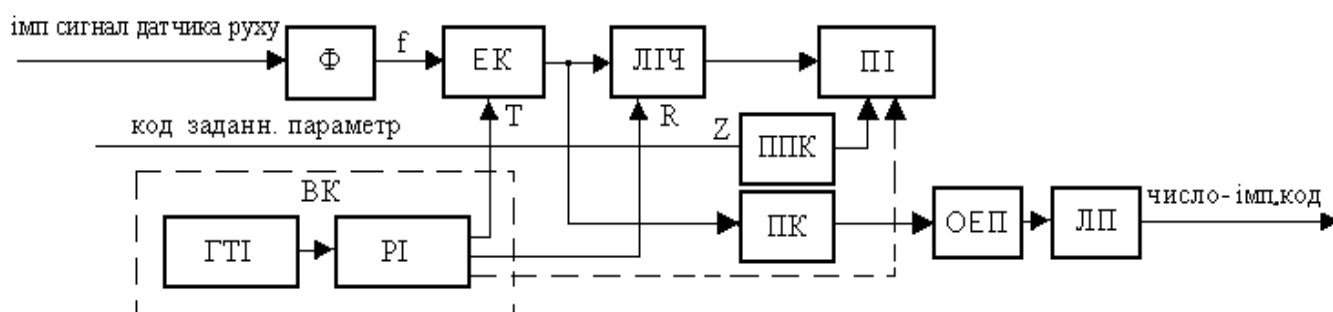 імп сигнал датчика руху
f
Ф
ЕК
ЛІЧ
ПІ
T
R
код заданн. параметр
Z
ППК
ВК
ГТІ
РІ
ПК
ОЕП
ЛП
число-імп.код